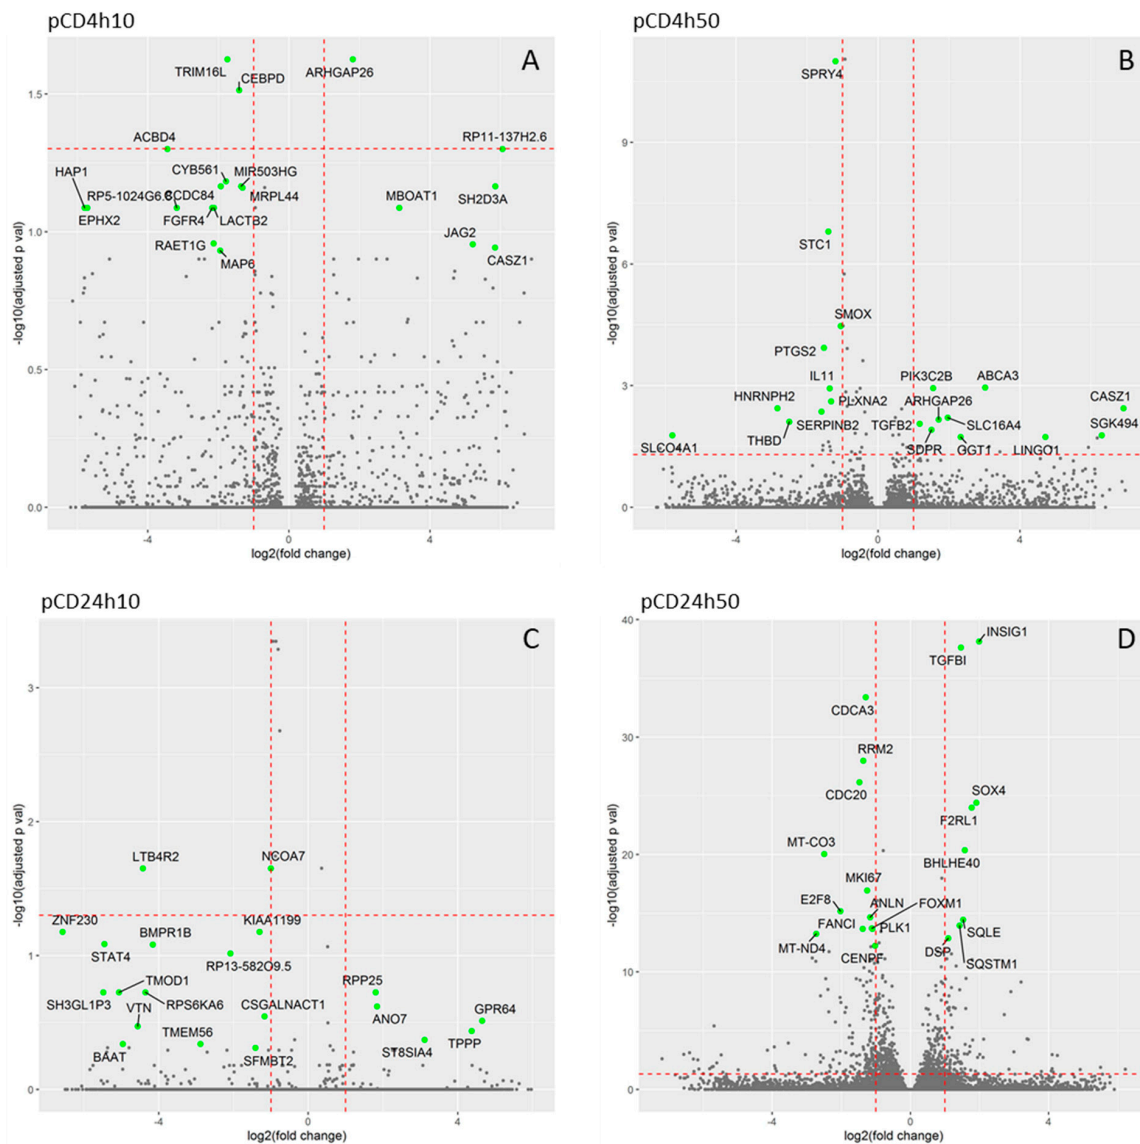 pCD4h10
A
TRIM16L
CEBPD
ARHGAP26
1.5
ACBD4
RP11-137H2.6
HAP1
CYB561
MIR503HG
RP5-1024G6.8
CCDC84
MRPL44
MBOAT1
SH2D3A
EPHX2
FGFR4
LACTB2
1.0
JAG2
RAET1G
MAP6
CASZ1
-log10(adjusted p val)
0.5
0.0
-4
0
4
log2(fold change)
pCD4h50
B
SPRY4
9
STC1
6
SMOX
PTGS2
IL11
PIK3C2B
ABCA3
3
HNRNPH2
PLXNA2
ARHGAP26
CASZ1
THBD
SERPINB2
TGFB2
SLC16A4
SGK494
SLCO4A1
SDPR
GGT1
LINGO1
-log10(adjusted p val)
0
-4
0
4
log2(fold change)
pCD24h10
C
3
2
LTB4R2
NCOA7
ZNF230
KIAA1199
BMPR1B
1
STAT4
RP13-582O9.5
TMOD1
RPP25
SH3GL1P3
VTN
RPS6KA6
CSGALNACT1
GPR64
TMEM56
ANO7
BAAT
SFMBT2
ST8SIA4
TPPP
-log10(adjusted p val)
0
-4
0
4
log2(fold change)
pCD24h50
D
40
INSIG1
TGFBI
CDCA3
30
RRM2
CDC20
SOX4
F2RL1
MT-CO3
20
BHLHE40
MKI67
E2F8
ANLN
FOXM1
FANCI
PLK1
SQLE
MT-ND4
CENPF
DSP
SQSTM1
10
-log10(adjusted p val)
0
-4
0
4
log2(fold change)